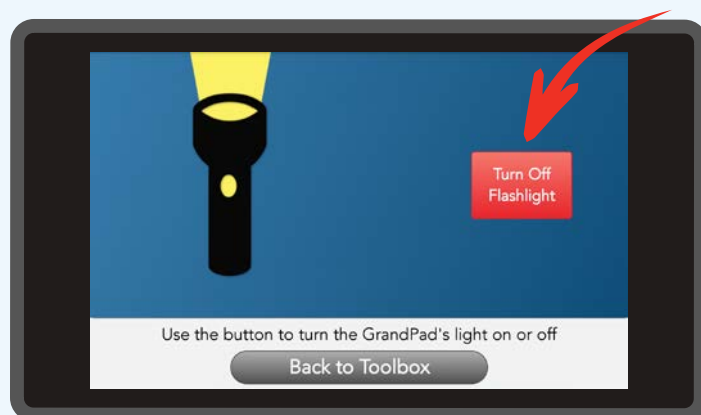 Turn Off
Flashlight
Use the button to turn the GrandPad's light on or off
Back to Toolbox